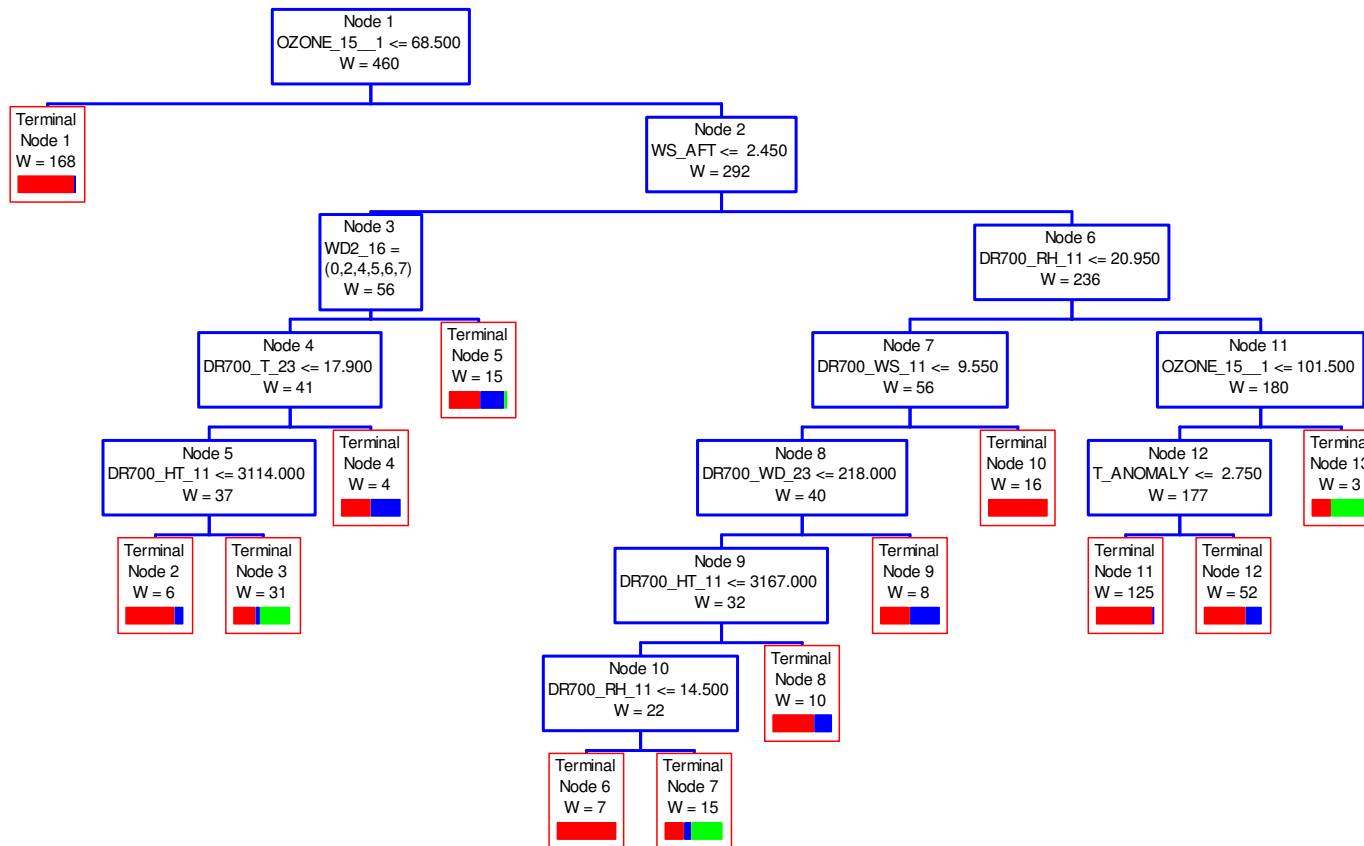 Node 1
OZONE_15__1 <= 68.500
W = 460
Terminal
Node 1
W = 168
Node 2
WS_AFT <= 2.450
W = 292
Node 3
WD2_16 =
(0,2,4,5,6,7)
W = 56
Node 6
DR700_RH_11 <= 20.950
W = 236
Node 4
DR700_T_23 <= 17.900
W = 41
Terminal
Node 5
W = 15
Node 7
DR700_WS_11 <= 9.550
W = 56
Node 11
OZONE_15__1 <= 101.500
W = 180
Node 5
DR700_HT_11 <= 3114.000
W = 37
Terminal
Node 4
W = 4
Node 8
DR700_WD_23 <= 218.000
W = 40
Terminal
Node 10
W = 16
Node 12
T_ANOMALY <= 2.750
W = 177
Terminal
Node 13
W = 3
Terminal
Node 2
W = 6
Terminal
Node 3
W = 31
Node 9
DR700_HT_11 <= 3167.000
W = 32
Terminal
Node 9
W = 8
Terminal
Node 11
W = 125
Terminal
Node 12
W = 52
Node 10
DR700_RH_11 <= 14.500
W = 22
Terminal
Node 8
W = 10
Terminal
Node 6
W = 7
Terminal
Node 7
W = 15